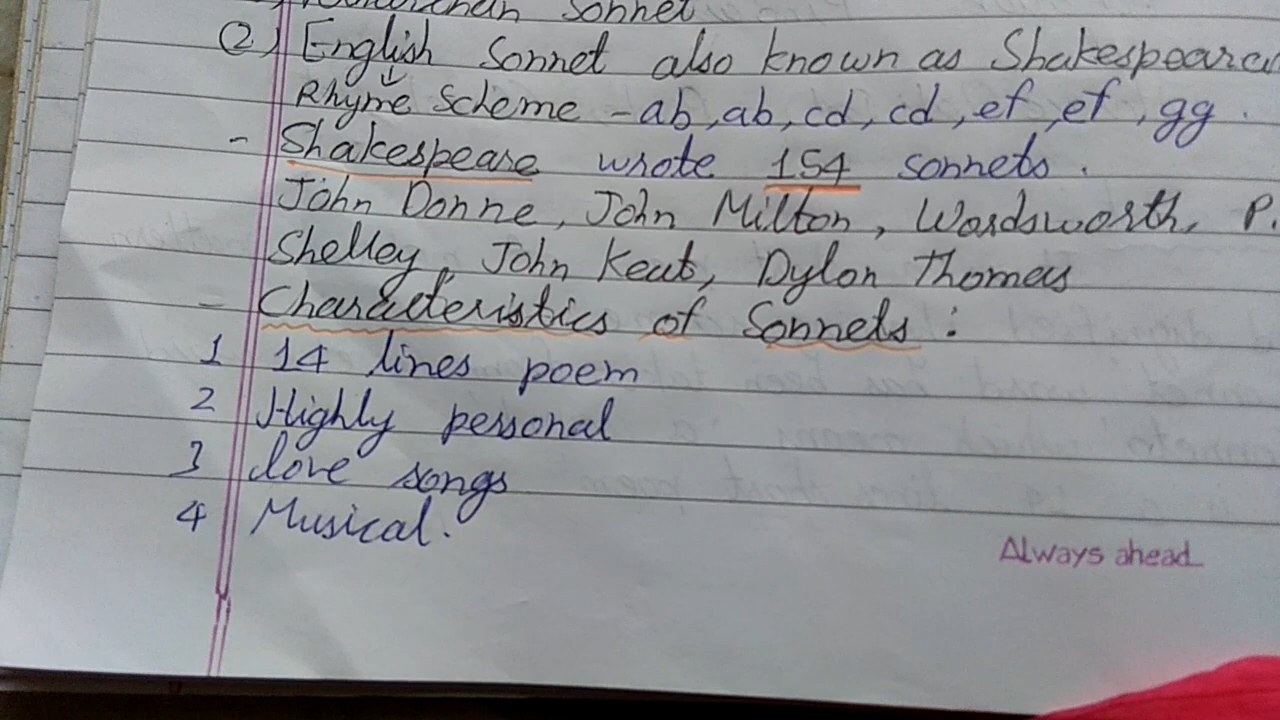 Sonnet
② English Sonnet also known as
Rhyme Scheme - ab, ab, cd, cd, ef, ef, gg.
- Shakespeare wrote 154 sonnets.
John Donne, John Milton, Wordsworth, P.
Shelley, John Keat, Dylon Thomas
- Characteristics of Sonnets :
1 14 lines poem
2 Highly personal
3 love songs
4 Musical.
Always ahead